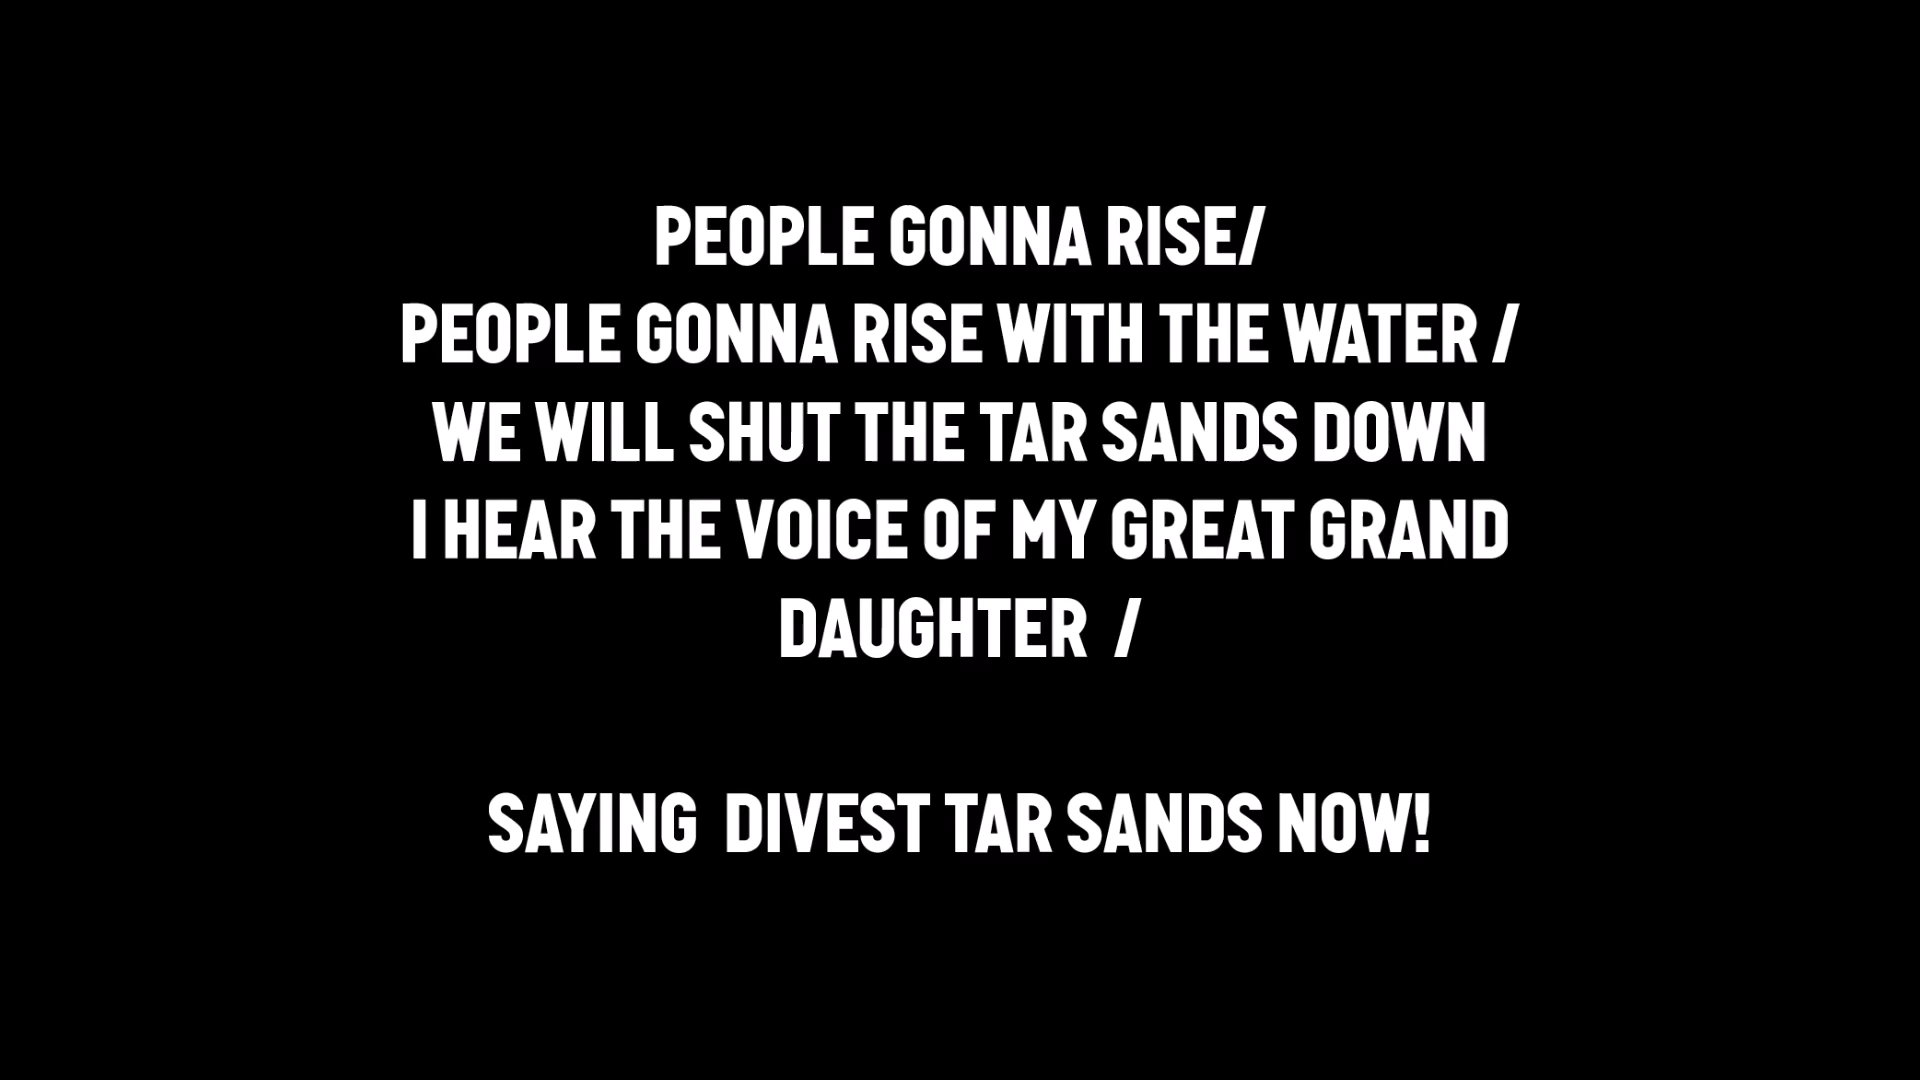 PEOPLE GONNA RISE/
PEOPLE GONNA RISE WITH THE WATER /
WE WILL SHUT THE TAR SANDS DOWN
I HEAR THE VOICE OF MY GREAT GRAND
DAUGHTER  /
SAYING  DIVEST TAR SANDS NOW!